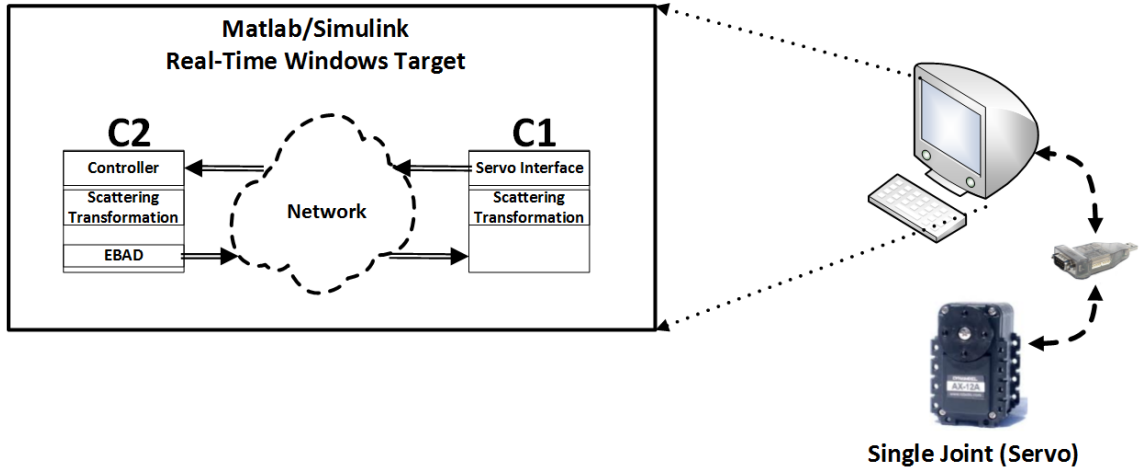 Matlab/Simulink
Real-Time Windows Target
C2
C1
Controller
Servo Interface
Scattering
Transformation
Scattering
Transformation
Network
EBAD
AX-12A
Single Joint (Servo)